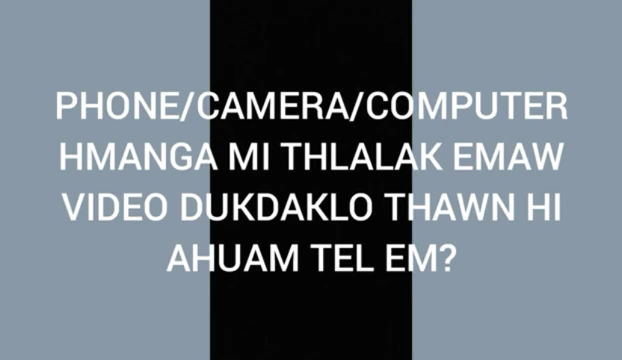 PHONE/CAMERA/COMPUTER
HMANGA MI THLALAK EMAW
VIDEO DUKDAKLO THAWN HI
AHUAM TEL EM?